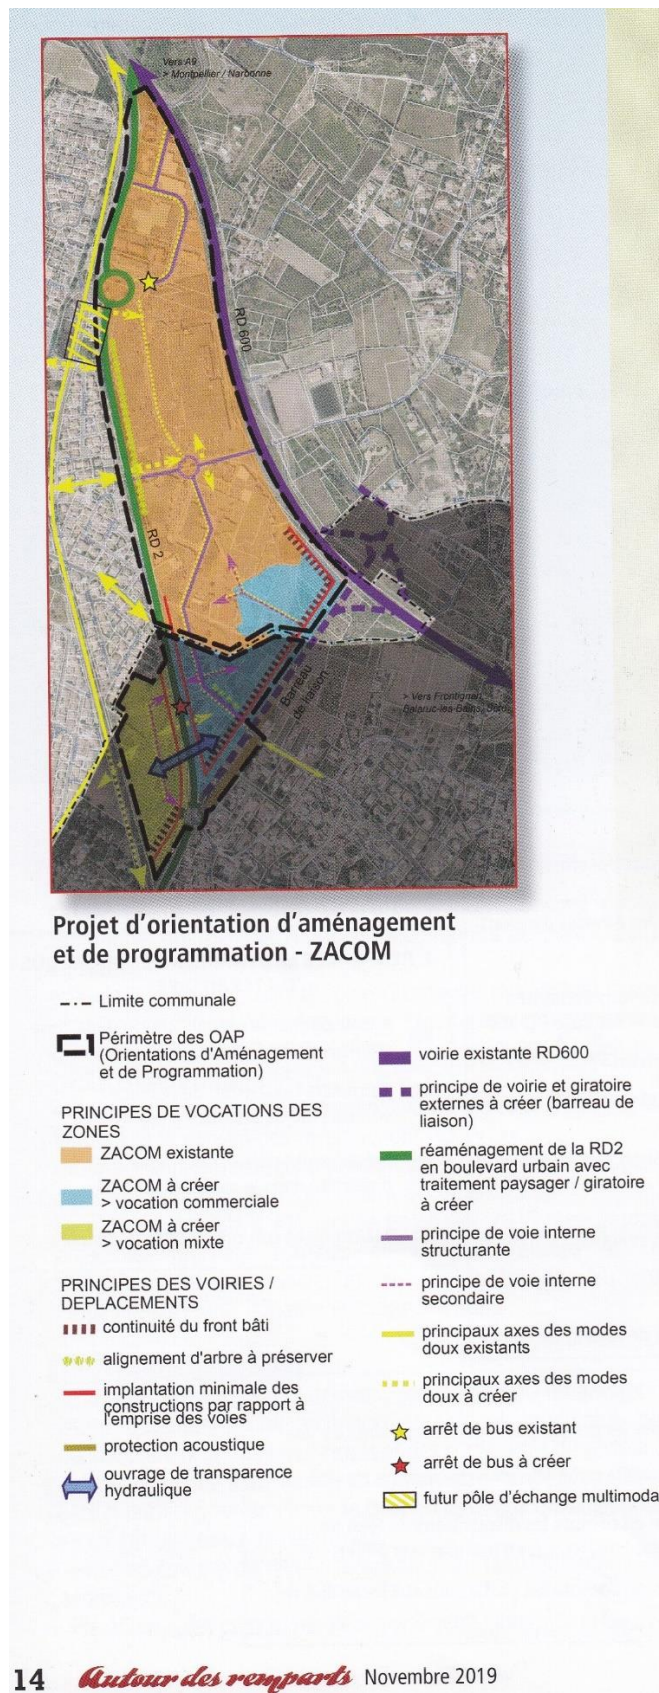 Vers A9
> Montpellier / Narbonne
RD 600
RD 2
Barreau
de liaison
> Vers Frontignan,
Balaruc-les-Bains,
Projet d'orientation d'aménagement
et de programmation - ZACOM
Limite communale
Périmètre des OAP
(Orientations d'Aménagement
et de Programmation)
PRINCIPES DE VOCATIONS DES
ZONES
ZACOM existante
ZACOM à créer
> vocation commerciale
ZACOM à créer
> vocation mixte
PRINCIPES DES VOIRIES /
DEPLACEMENTS
continuité du front bâti
alignement d'arbre à préserver
implantation minimale des
constructions par rapport à
l'emprise des voies
protection acoustique
ouvrage de transparence
hydraulique
voirie existante RD600
principe de voirie et giratoire
externes à créer (barreau de
liaison)
réaménagement de la RD2
en boulevard urbain avec
traitement paysager / giratoire
à créer
principe de voie interne
structurante
principe de voie interne
secondaire
principaux axes des modes
doux existants
principaux axes des modes
doux à créer
arrêt de bus existant
arrêt de bus à créer
futur pôle d'échange multimoda
14 Autour des remparts Novembre 2019